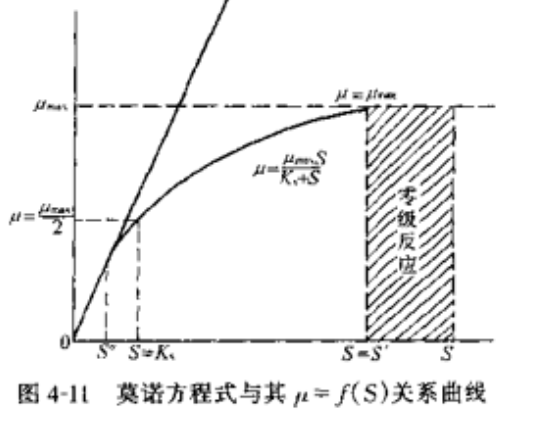 μ=μmax
μmax
μ=μmaxS/Ks+S
μ=μmax/2
零级反应
0
S" S=Ks S=S' S
图 4-11 莫诺方程式与其 μ=f(S)关系曲线